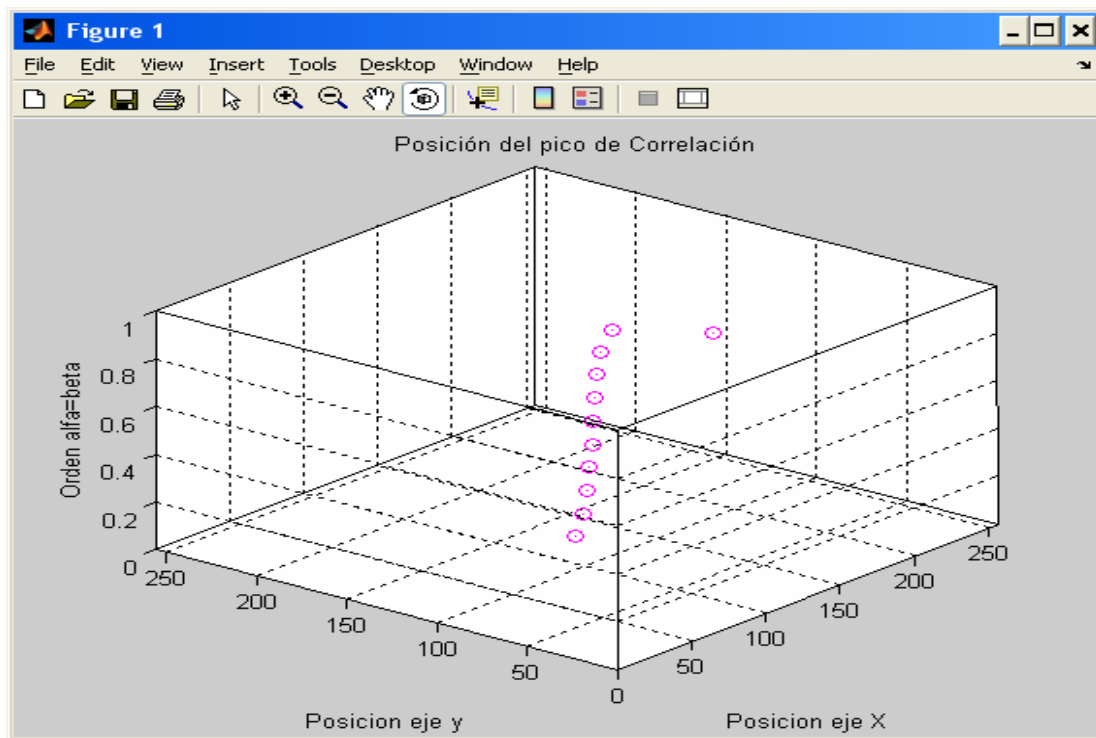 Figure 1
File Edit View Insert Tools Desktop Window Help
Posición del pico de Correlación
Orden alfa=beta
1
0.8
0.6
0.4
0.2
0
250
200
150
100
50
0
50
100
150
200
250
Posicion eje y
Posicion eje X